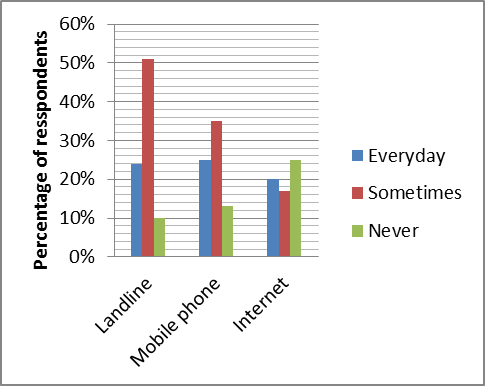 Percentage of resspondents
60%
50%
40%
30%
20%
10%
0%
Landline
Mobile phone
Internet
Everyday
Sometimes
Never